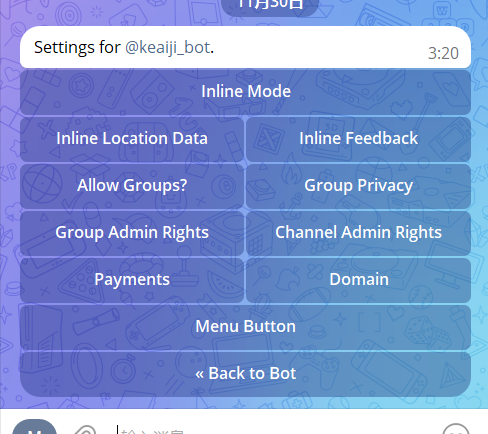 11月30日
Settings for @keaiji_bot.
3:20
Inline Mode
Inline Location Data
Inline Feedback
Allow Groups?
Group Privacy
Group Admin Rights
Channel Admin Rights
Payments
Domain
Menu Button
« Back to Bot